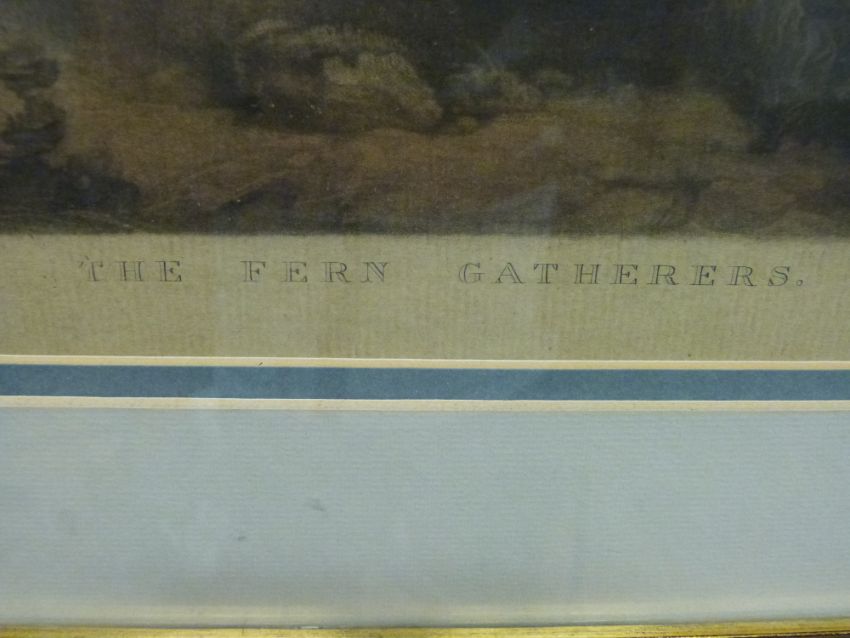 THE FERN GATHERERS.